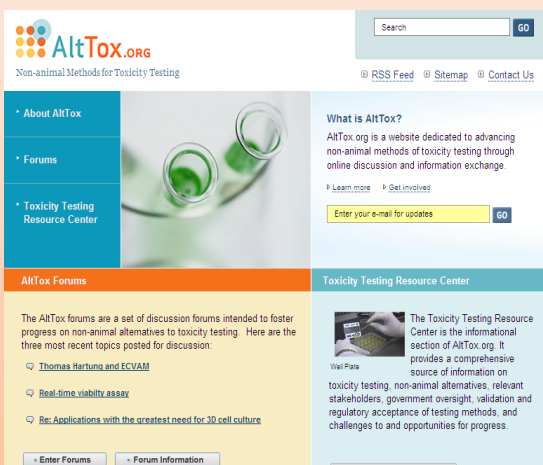 Search
GO
AltTox.ORG
Non-animal Methods for Toxicity Testing
RSS Feed Sitemap Contact Us
About AltTox
Forums
Toxicity Testing
Resource Center
What is AltTox?
AltTox.org is a website dedicated to advancing
non-animal methods of toxicity testing through
online discussion and information exchange.
Learn more Get involved
Enter your e-mail for updates
GO
AltTox Forums
The AltTox forums are a set of discussion forums intended to foster
progress on non-animal alternatives to toxicity testing. Here are the
three most recent topics posted for discussion:
Thomas Hartung and ECVAM
Real-time viabilty assay
Re: Applications with the greatest need for 3D cell culture
Enter Forums Forum Information
Toxicity Testing Resource Center
Well Plate
The Toxicity Testing Resource
Center is the informational
section of AltTox.org. It
provides a comprehensive
source of information on
toxicity testing, non-animal alternatives, relevant
stakeholders, government oversight, validation and
regulatory acceptance of testing methods, and
challenges to and opportunities for progress.